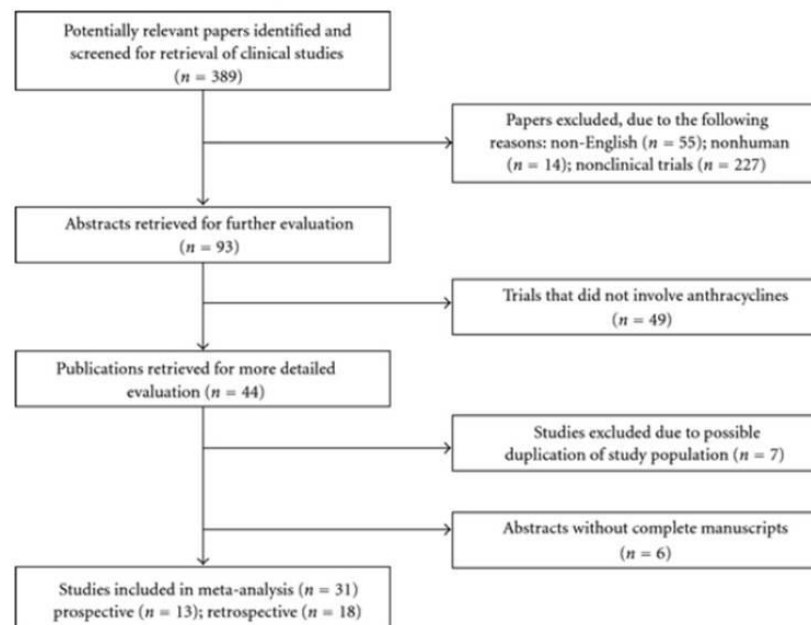 Potentially relevant papers identified and
screened for retrieval of clinical studies
(n = 389)
Papers excluded, due to the following
reasons: non-English (n = 55); nonhuman
(n = 14); nonclinical trials (n = 227)
Abstracts retrieved for further evaluation
(n = 93)
Trials that did not involve anthracyclines
(n = 49)
Publications retrieved for more detailed
evaluation (n = 44)
Studies excluded due to possible
duplication of study population (n = 7)
Abstracts without complete manuscripts
(n = 6)
Studies included in meta-analysis (n = 31)
prospective (n = 13); retrospective (n = 18)